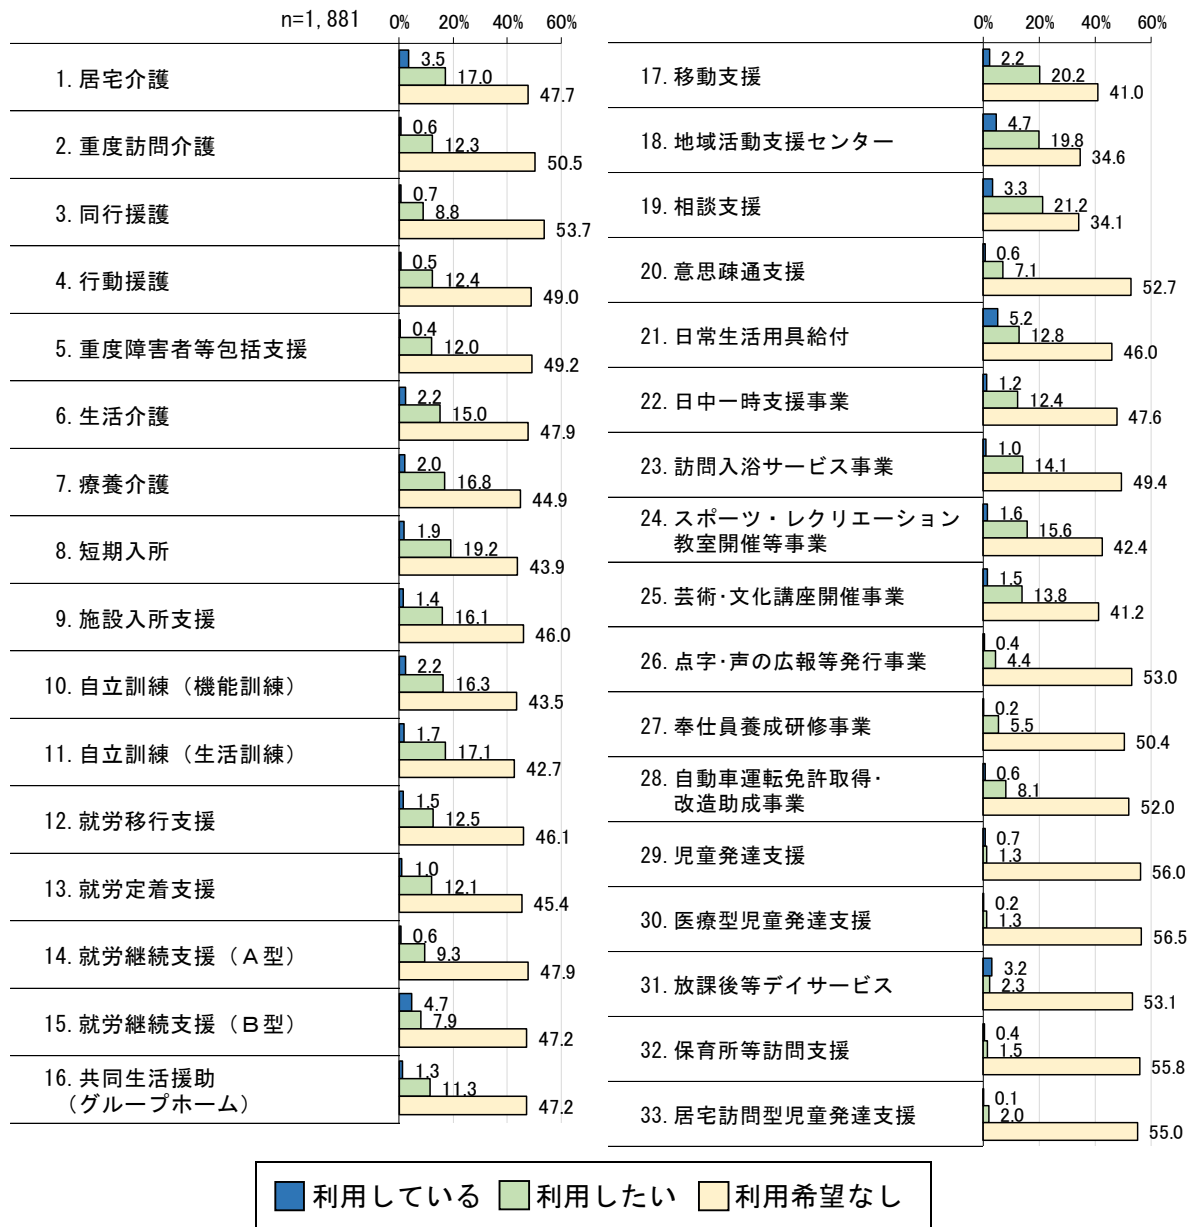 n=1,881
0% 20% 40% 60%
1. 居宅介護
3.5
17.0
47.7
2. 重度訪問介護
0.6
12.3
50.5
3. 同行援護
0.7
8.8
53.7
4. 行動援護
0.5
12.4
49.0
5. 重度障害者等包括支援
0.4
12.0
49.2
6. 生活介護
2.2
15.0
47.9
7. 療養介護
2.0
16.8
44.9
8. 短期入所
1.9
19.2
43.9
9. 施設入所支援
1.4
16.1
46.0
10. 自立訓練（機能訓練）
2.2
16.3
43.5
11. 自立訓練（生活訓練）
1.7
17.1
42.7
12. 就労移行支援
1.5
12.5
46.1
13. 就労定着支援
1.0
12.1
45.4
14. 就労継続支援（Ａ型）
0.6
9.3
47.9
15. 就労継続支援（Ｂ型）
4.7
7.9
47.2
16. 共同生活援助
（グループホーム）
1.3
11.3
47.2
0% 20% 40% 60%
17. 移動支援
2.2
20.2
41.0
18. 地域活動支援センター
4.7
19.8
34.6
19. 相談支援
3.3
21.2
34.1
20. 意思疎通支援
0.6
7.1
52.7
21. 日常生活用具給付
5.2
12.8
46.0
22. 日中一時支援事業
1.2
12.4
47.6
23. 訪問入浴サービス事業
1.0
14.1
49.4
24. スポーツ・レクリエーション
教室開催等事業
1.6
15.6
42.4
25. 芸術･文化講座開催事業
1.5
13.8
41.2
26. 点字･声の広報等発行事業
0.4
4.4
53.0
27. 奉仕員養成研修事業
0.2
5.5
50.4
28. 自動車運転免許取得･
改造助成事業
0.6
8.1
52.0
29. 児童発達支援
0.7
1.3
56.0
30. 医療型児童発達支援
0.2
1.3
56.5
31. 放課後等デイサービス
3.2
2.3
53.1
32. 保育所等訪問支援
0.4
1.5
55.8
33. 居宅訪問型児童発達支援
0.1
2.0
55.0
利用している 利用したい 利用希望なし